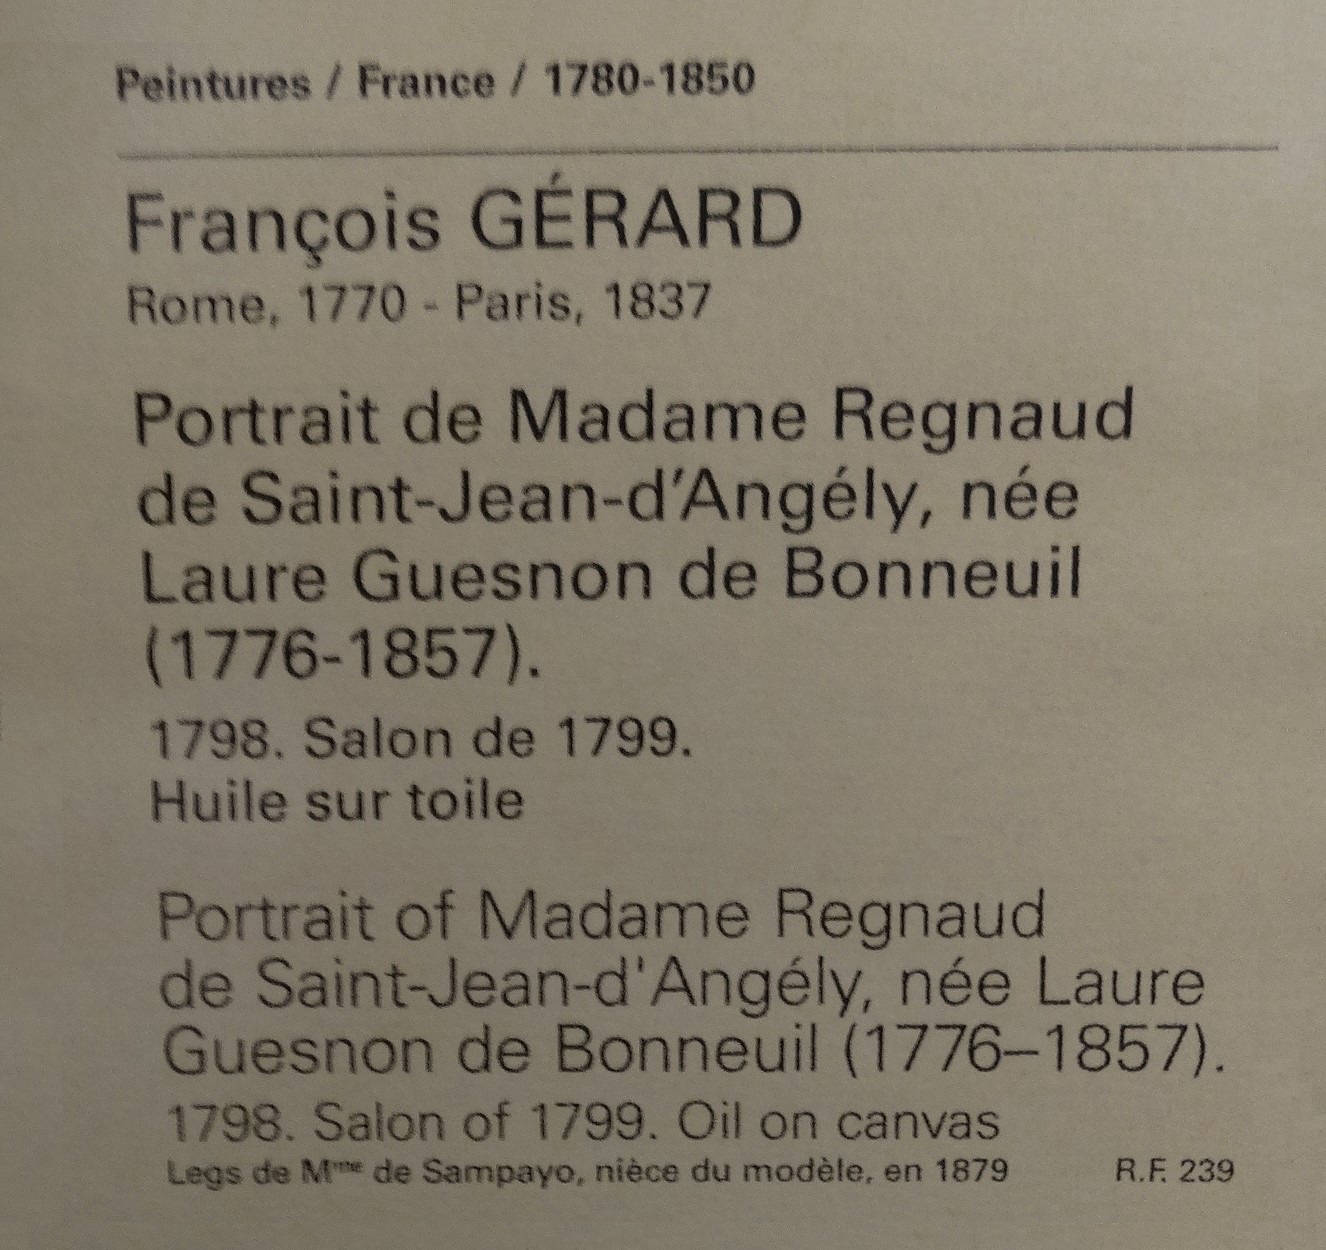 Peintures / France / 1780-1850
François GÉRARD
Rome, 1770 - Paris, 1837
Portrait de Madame Regnaud
de Saint-Jean-d’Angély, née
Laure Guesnon de Bonneuil
(1776-1857).
1798. Salon de 1799.
Huile sur toile
Portrait of Madame Regnaud
de Saint-Jean-d'Angély, née Laure
Guesnon de Bonneuil (1776–1857).
1798. Salon of 1799. Oil on canvas
Legs de Mᵐᵐᵉ de Sampayo, nièce du modèle, en 1879 R.F. 239